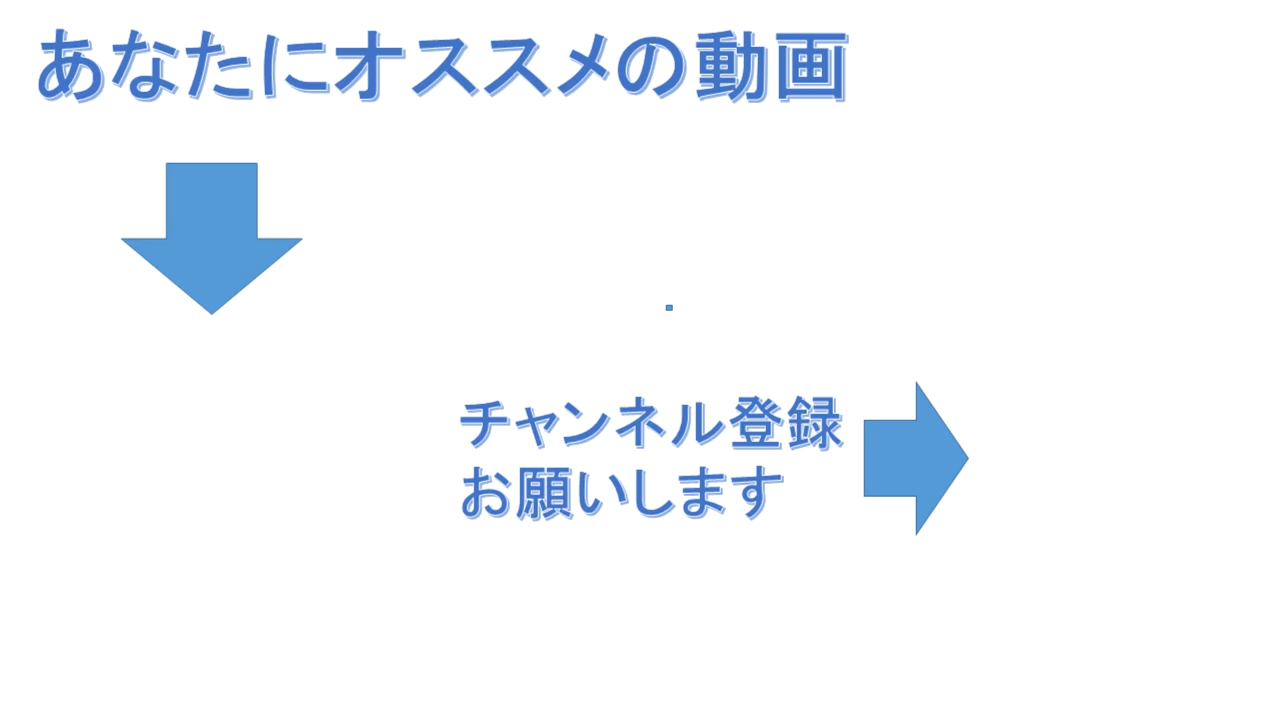 あなたにオススメの動画
チャンネル登録
お願いします